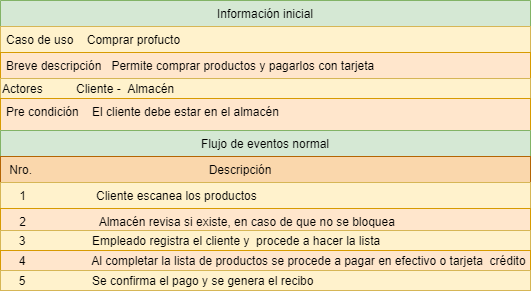 Información inicial
Caso de uso Comprar profucto
Breve descripción Permite comprar productos y pagarlos con tarjeta
Actores Cliente - Almacén
Pre condición El cliente debe estar en el almacén
Flujo de eventos normal
Nro. Descripción
1 Cliente escanea los productos
2 Almacén revisa si existe, en caso de que no se bloquea
3 Empleado registra el cliente y procede a hacer la lista
4 Al completar la lista de productos se procede a pagar en efectivo o tarjeta crédito
5 Se confirma el pago y se genera el recibo